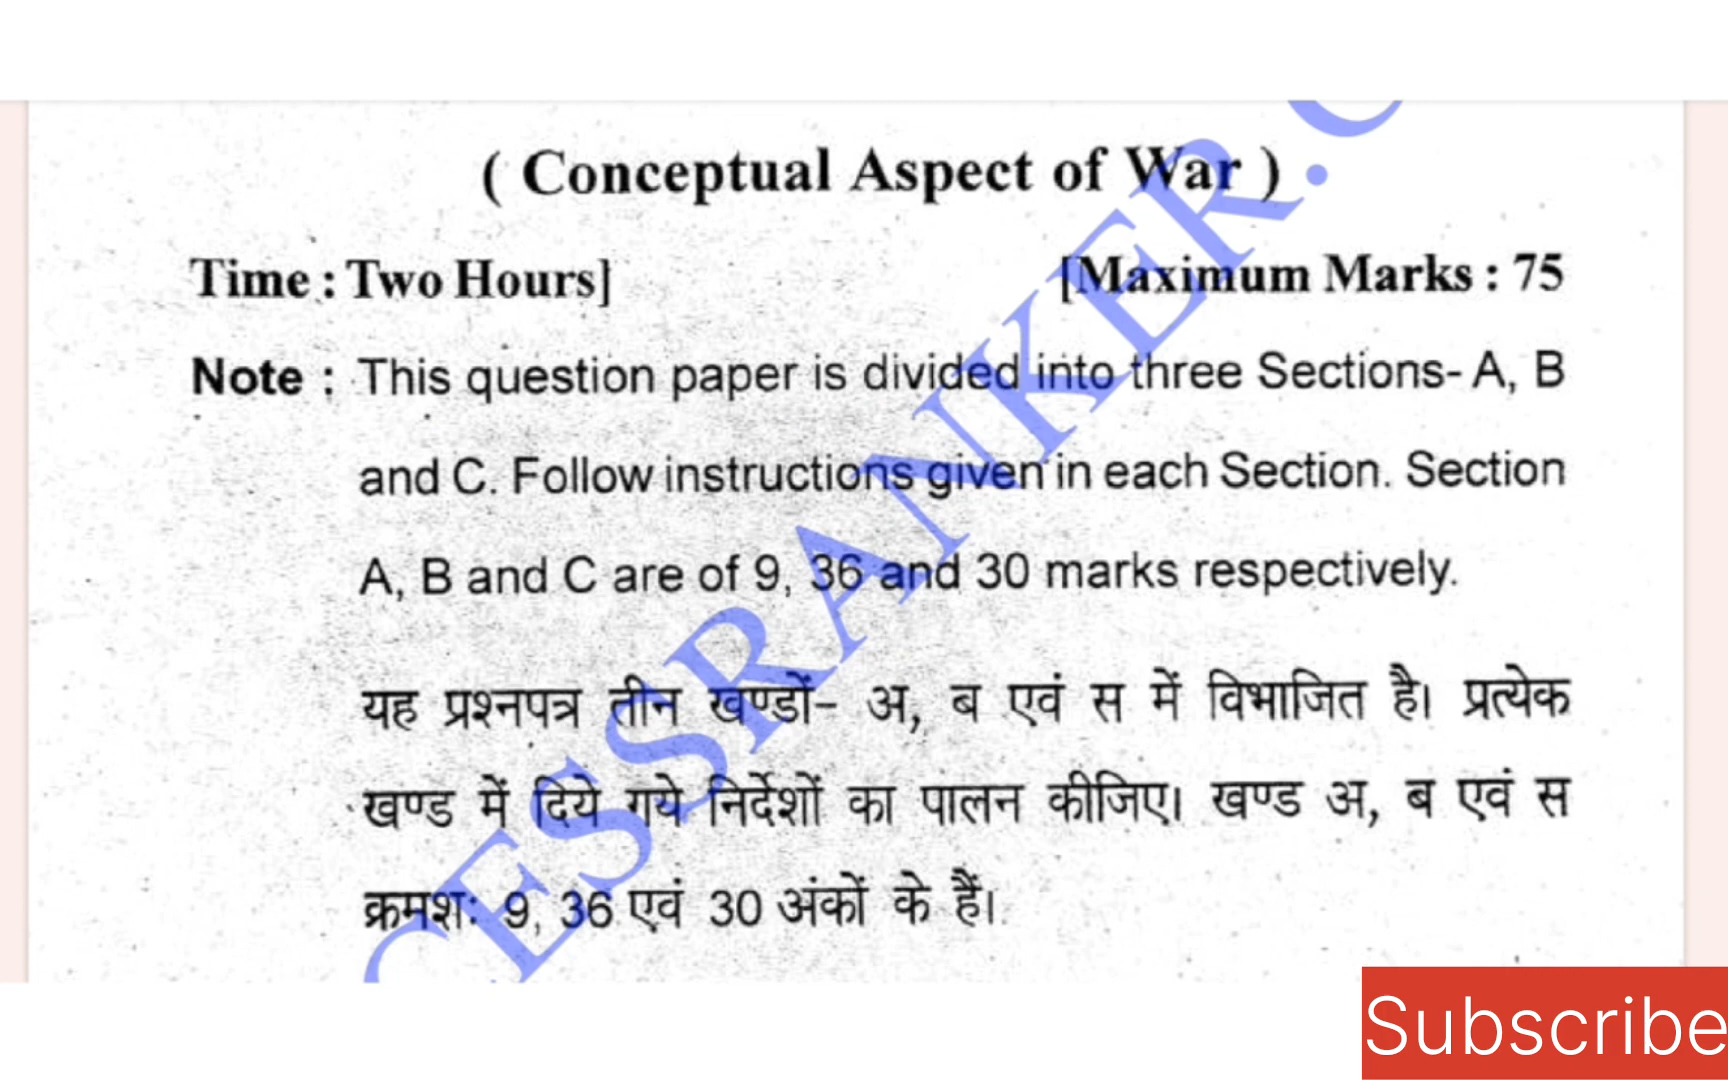 ( Conceptual Aspect of War )
Time : Two Hours]
[Maximum Marks : 75
Note : This question paper is divided into three Sections- A, B
and C. Follow instructions given in each Section. Section
A, B and C are of 9, 36 and 30 marks respectively.
यह प्रश्नपत्र तीन खण्डों- अ, ब एवं स में विभाजित है। प्रत्येक
खण्ड में दिये गये निर्देशों का पालन कीजिए। खण्ड अ, ब एवं स
क्रमशः 9, 36 एवं 30 अंकों के हैं।
CESSRANKER.C
Subscribe